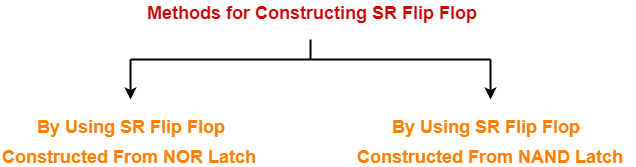 Methods for Constructing SR Flip Flop
By Using SR Flip Flop
Constructed From NOR Latch
By Using SR Flip Flop
Constructed From NAND Latch